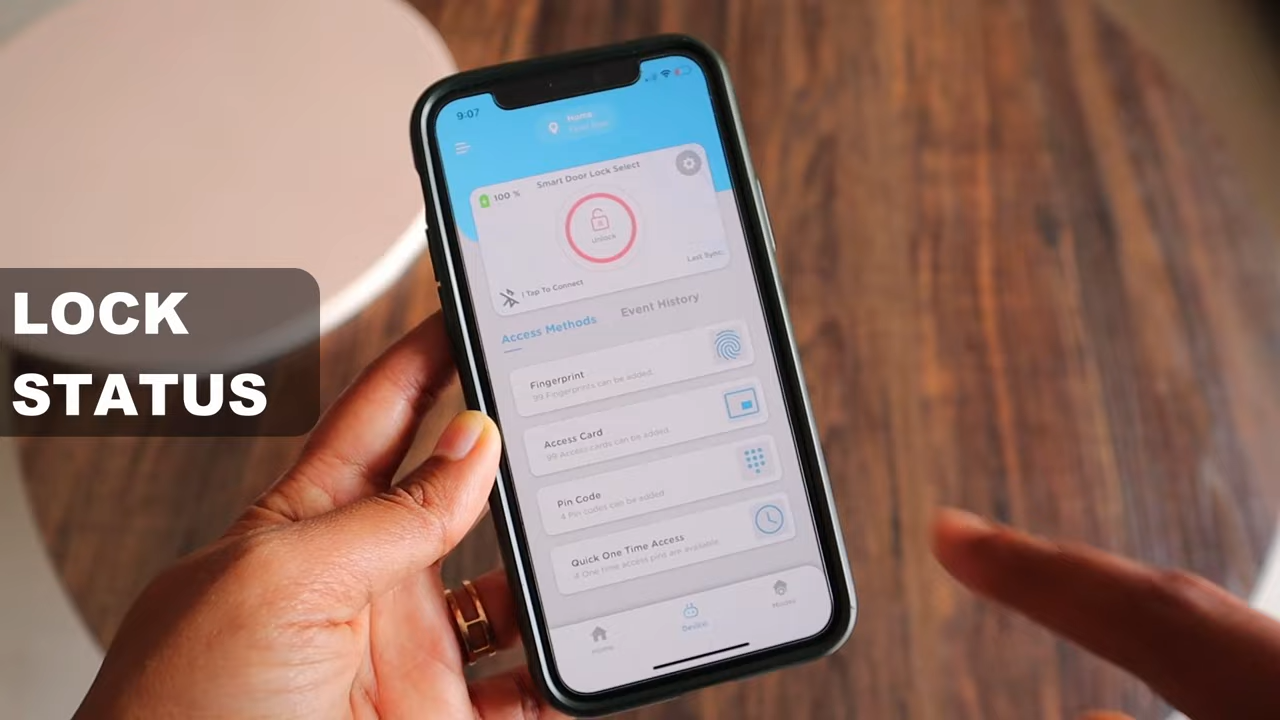 LOCK
STATUS
9:07
Home
100 %
Smart Door Lock Select
Unlock
Last Sync:
| Tap To Connect
Access Methods
Event History
Fingerprint
99 Fingerprints can be added.
Access Card
98 Access cards can be added.
Pin Code
4 Pin codes can be added
Quick One Time Access
4 One time access pins are available.
Home
Device